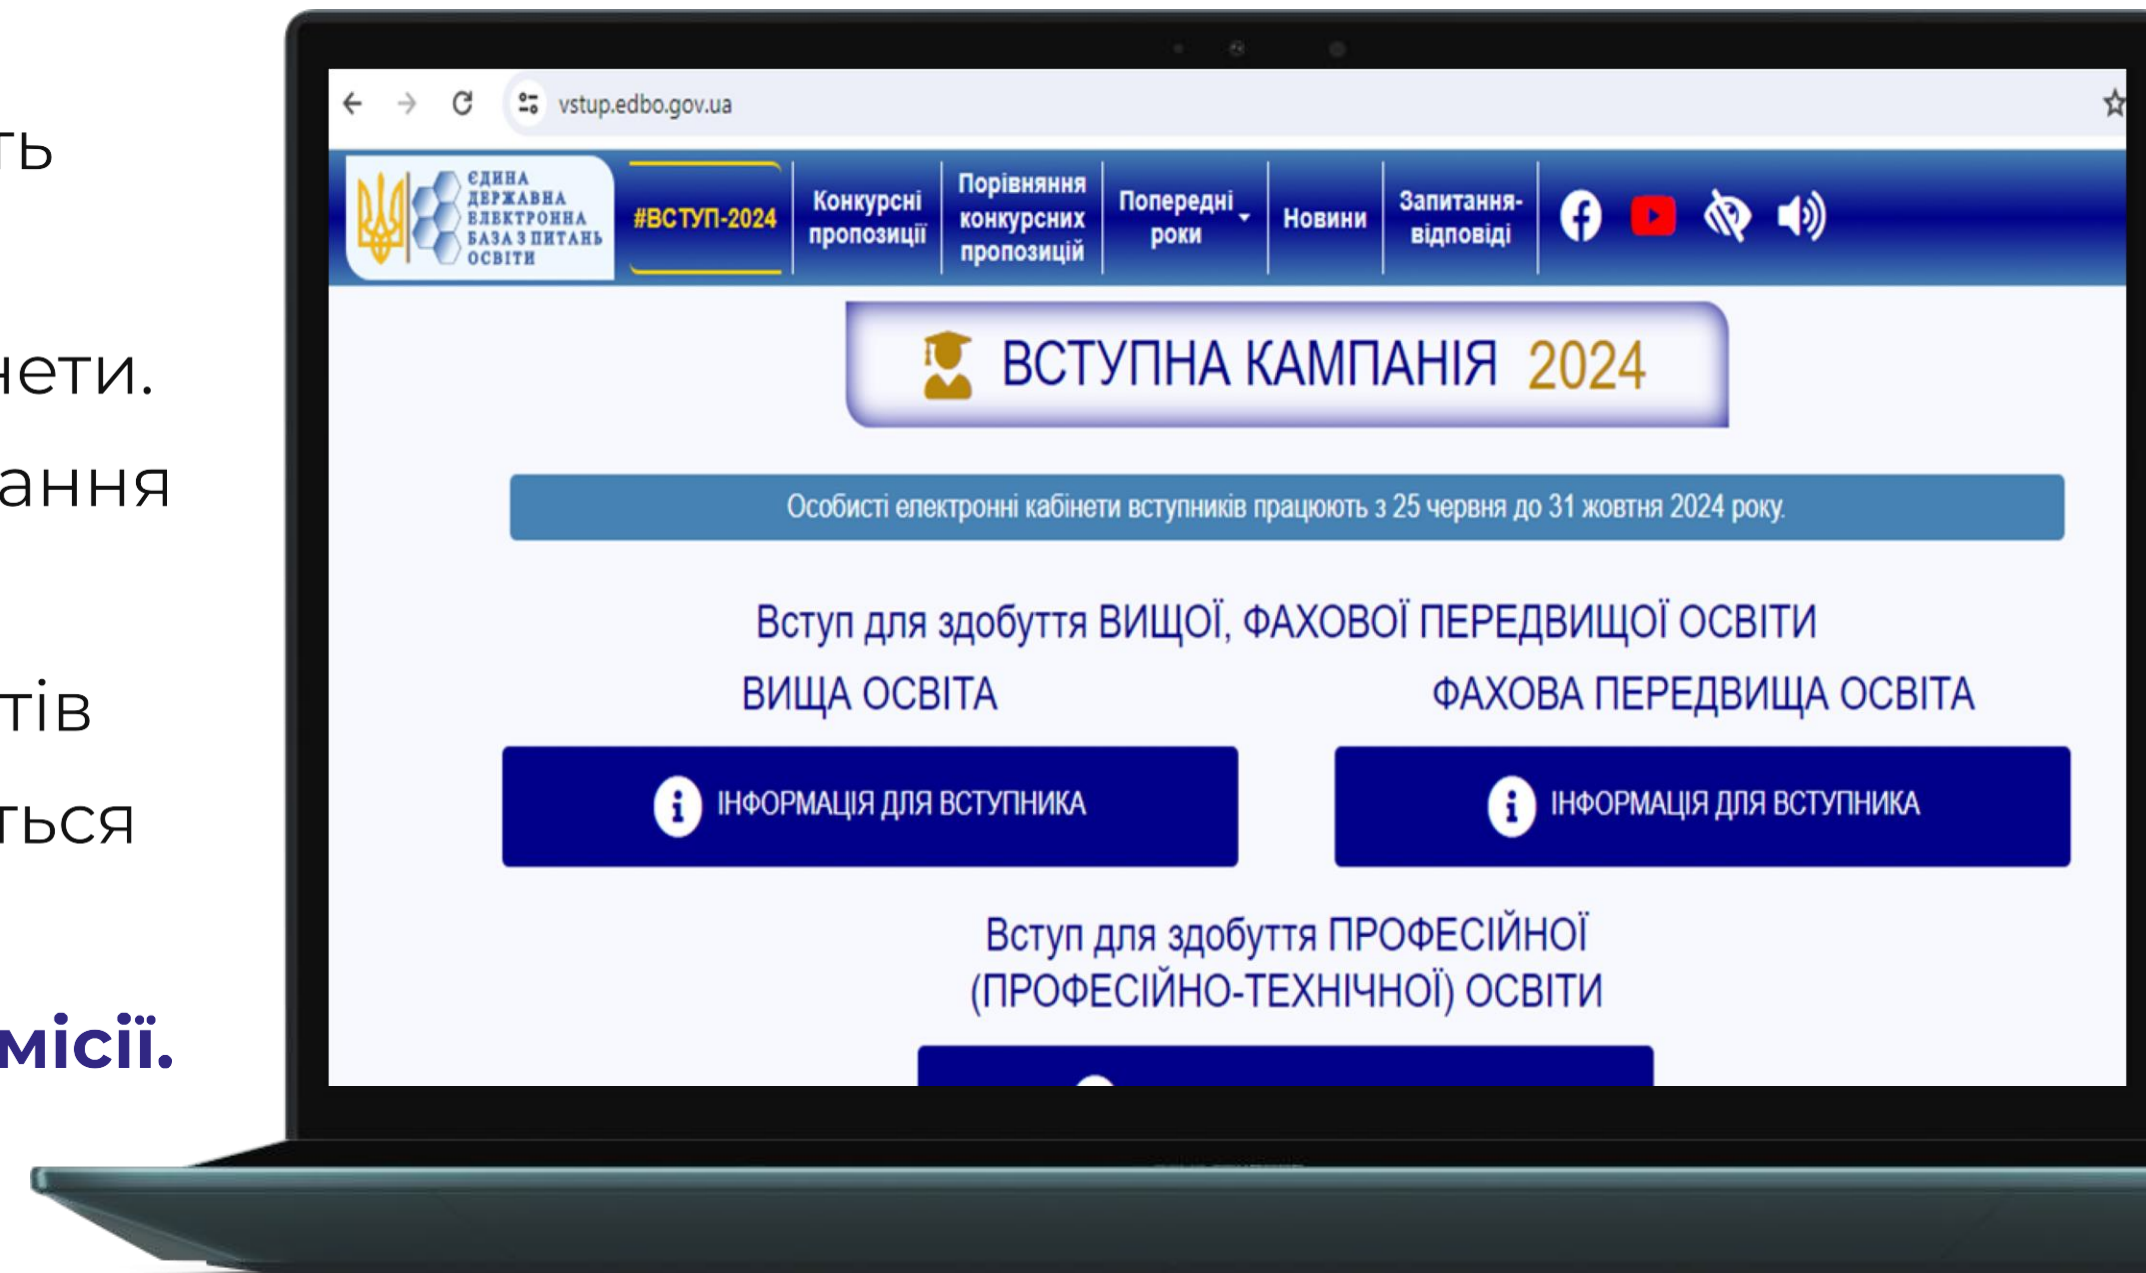 ть
нети.
ання
тів
ться
місії.
vstup.edbo.gov.ua
ЄДИНА
ДЕРЖАВНА
ЕЛЕКТРОННА
БАЗА З ПИТАНЬ
ОСВІТИ
#ВСТУП-2024
Конкурсні
пропозиції
Порівняння
конкурсних
пропозицій
Попередні
роки
Новини
Запитання-
відповіді
ВСТУПНА КАМПАНІЯ 2024
Особисті електронні кабінети вступників працюють з 25 червня до 31 жовтня 2024 року.
Вступ для здобуття ВИЩОЇ, ФАХОВОЇ ПЕРЕДВИЩОЇ ОСВІТИ
ВИЩА ОСВІТА
ФАХОВА ПЕРЕДВИЩА ОСВІТА
ІНФОРМАЦІЯ ДЛЯ ВСТУПНИКА
ІНФОРМАЦІЯ ДЛЯ ВСТУПНИКА
Вступ для здобуття ПРОФЕСІЙНОЇ
(ПРОФЕСІЙНО-ТЕХНІЧНОЇ) ОСВІТИ